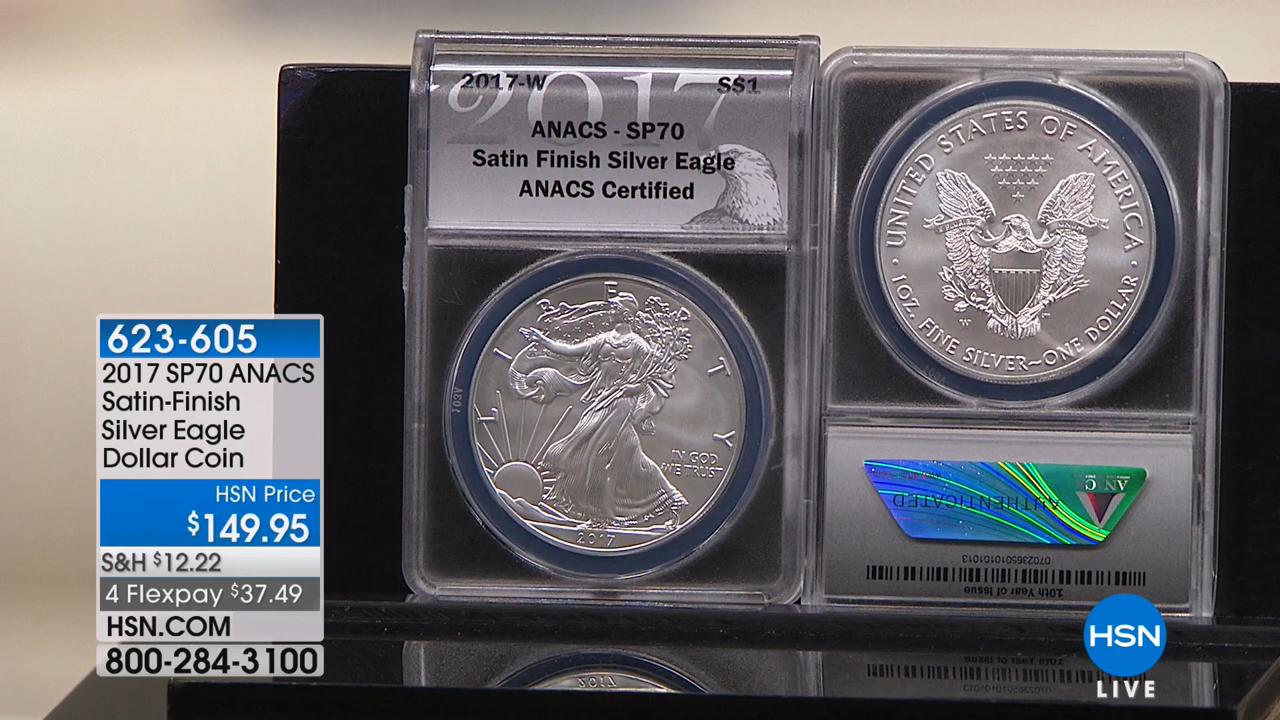 2017-W S$1
2017
ANACS - SP70
Satin Finish Silver Eagle
ANACS Certified
LIBERTY
IN GOD
WE TRUST
2017
UNITED STATES OF AMERICA
1 OZ. FINE SILVER~ONE DOLLAR
AUTHENTICATED
0702365010101013
10th Year of Issue
623-605
2017 SP70 ANACS
Satin-Finish
Silver Eagle
Dollar Coin
HSN Price
$149.95
S&H $12.22
4 Flexpay $37.49
HSN.COM
800-284-3100
HSN
LIVE